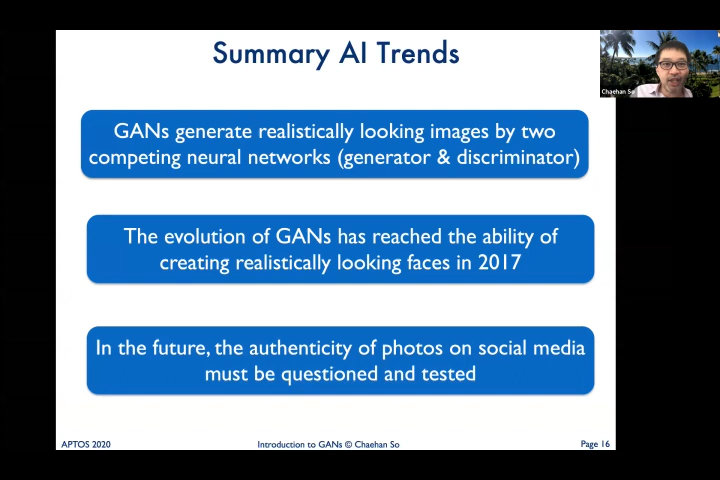 Summary AI Trends
Chaehan So
GANs generate realistically looking images by two
competing neural networks (generator & discriminator)
The evolution of GANs has reached the ability of
creating realistically looking faces in 2017
In the future, the authenticity of photos on social media
must be questioned and tested
APTOS 2020
Introduction to GANs © Chaehan So
Page 16